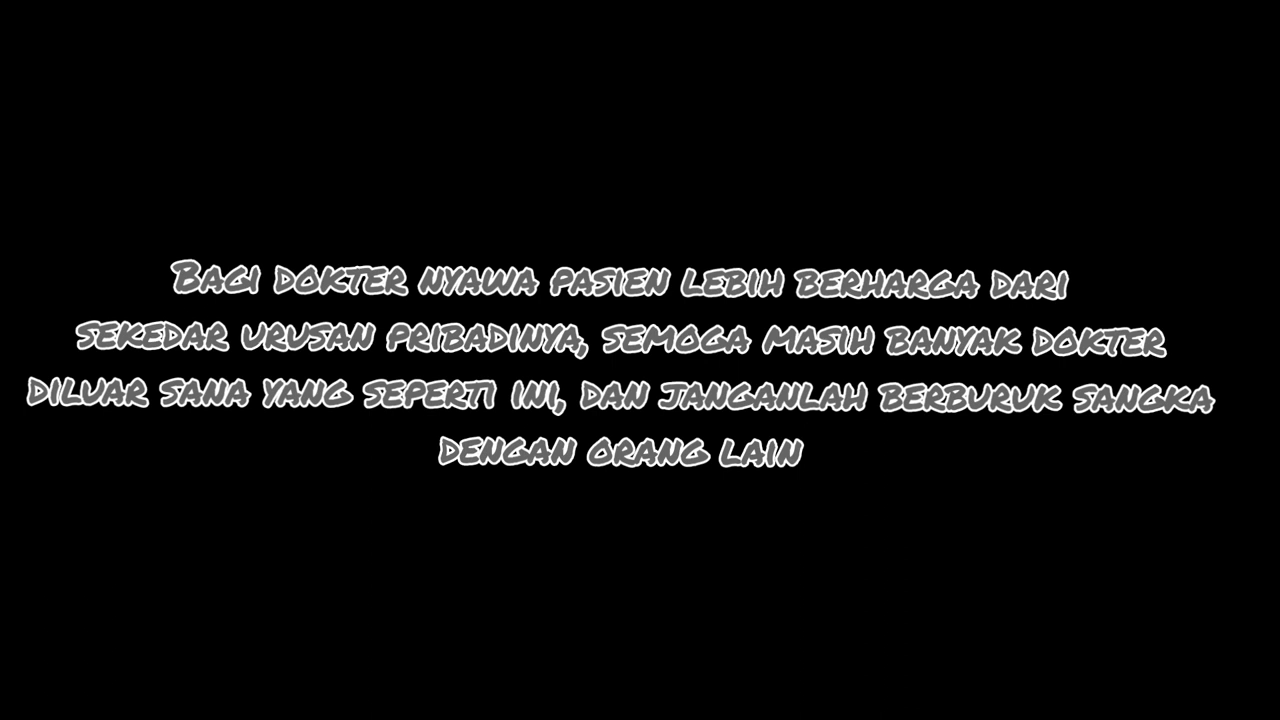 Bagi dokter nyawa pasien lebih berharga dari
sekedar urusan pribadinya, semoga masih banyak dokter
diluar sana yang seperti ini, dan janganlah berburuk sangka
dengan orang lain